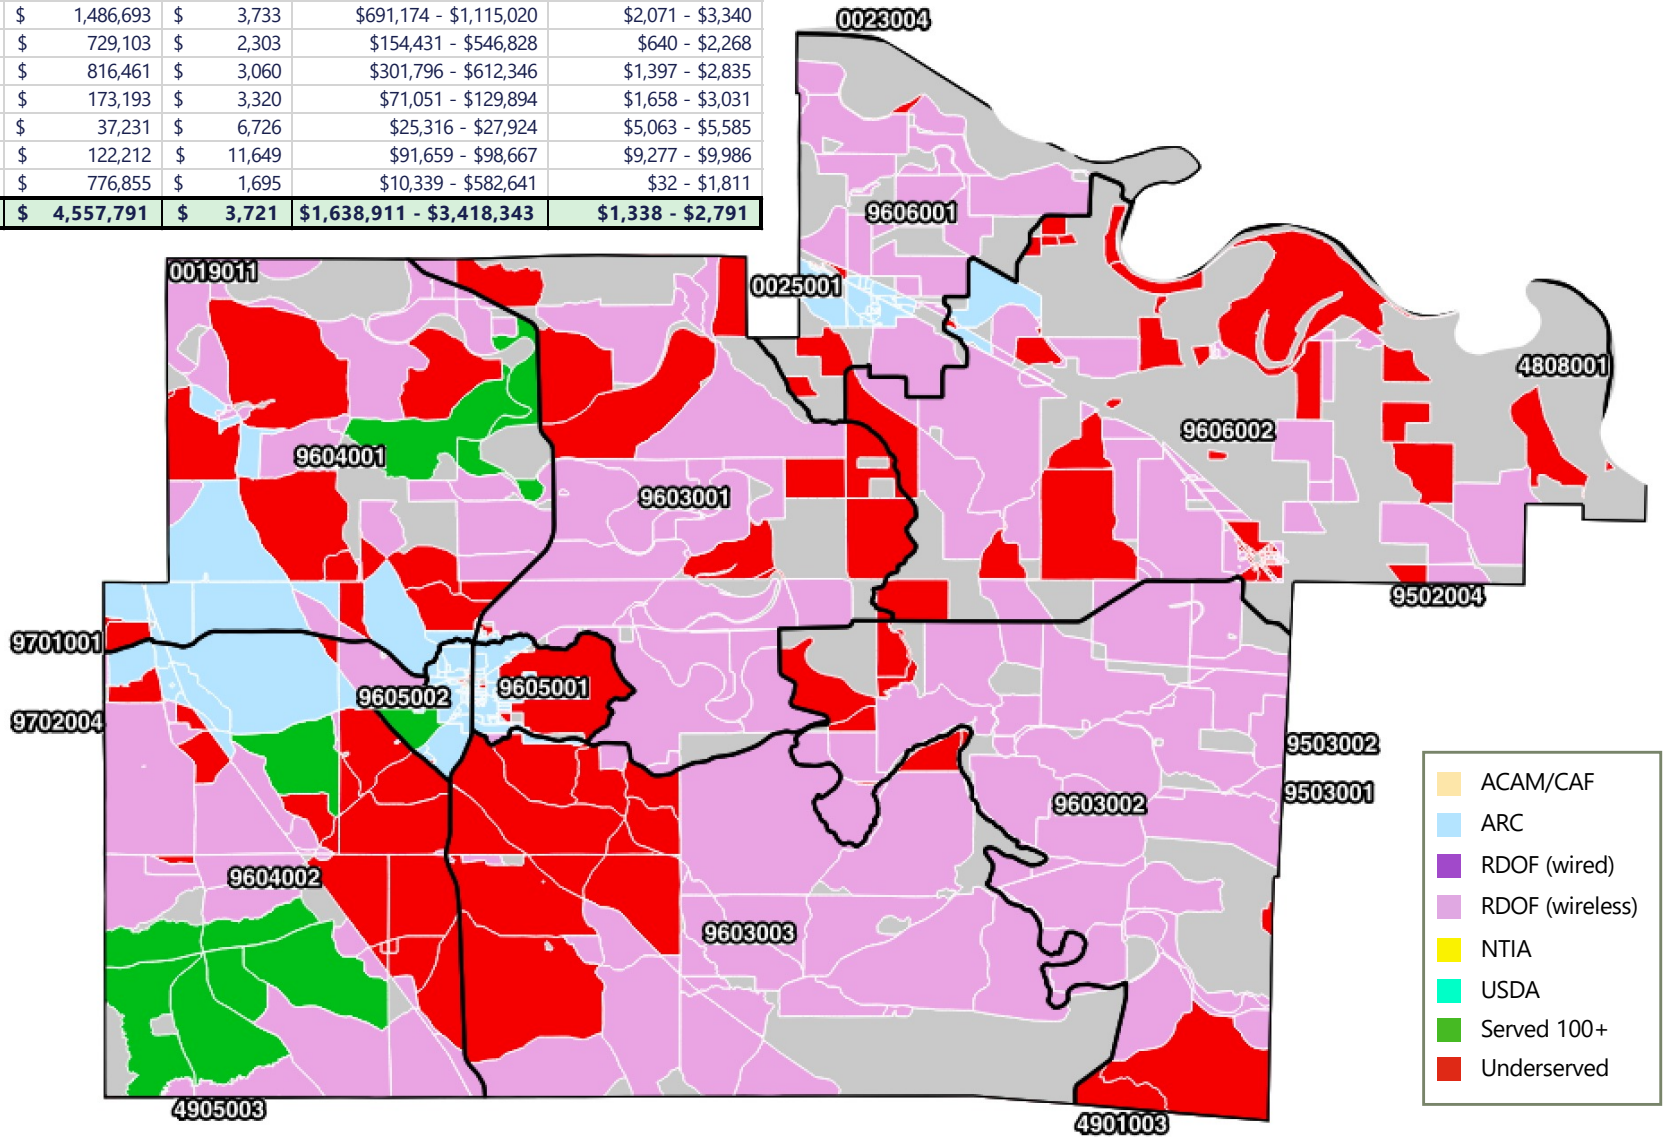 $ 1,486,693 $ 3,733 $691,174 - $1,115,020 $2,071 - $3,340
$ 729,103 $ 2,303 $154,431 - $546,828 $640 - $2,268
$ 816,461 $ 3,060 $301,796 - $612,346 $1,397 - $2,835
$ 173,193 $ 3,320 $71,051 - $129,894 $1,658 - $3,031
$ 37,231 $ 6,726 $25,316 - $27,924 $5,063 - $5,585
$ 122,212 $ 11,649 $91,659 - $98,667 $9,277 - $9,986
$ 776,855 $ 1,695 $10,339 - $582,641 $32 - $1,811
$ 4,557,791 $ 3,721 $1,638,911 - $3,418,343 $1,338 - $2,791
0023004
9606001
0019011
0025001
4808001
9606002
9604001
9603001
9502004
9701001
9605002
9605001
9702004
9503002
9503001
9603002
9604002
9603003
4905003
4901003
ACAM/CAF
ARC
RDOF (wired)
RDOF (wireless)
NTIA
USDA
Served 100+
Underserved